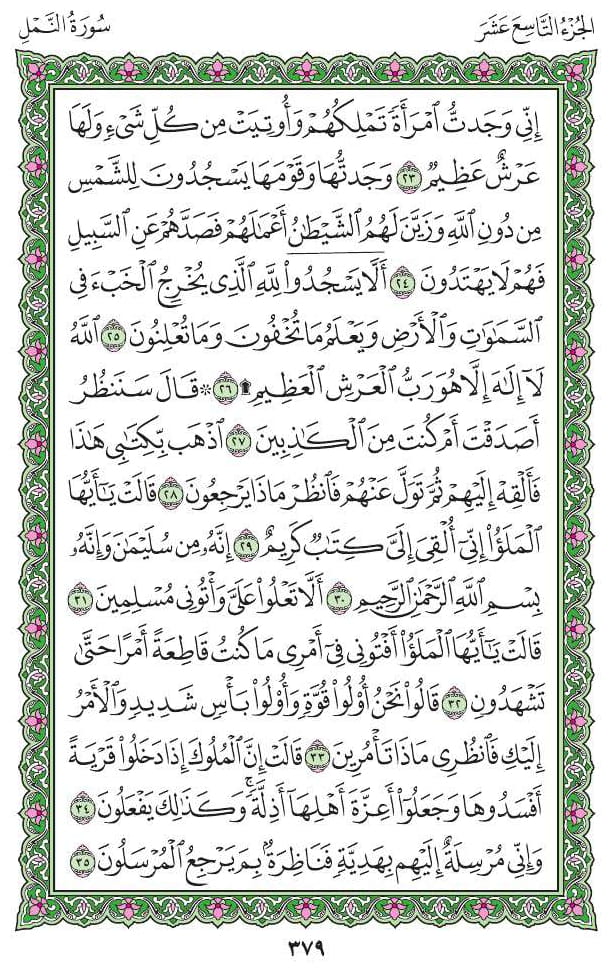 الجُزْءُ التَّاسِعَ عَشَرَ
سُورَةُ النَّمْلِ
إِنِّي وَجَدتُّ ٱمْرَأَةً تَمْلِكُهُمْ وَأُوتِيَتْ مِن كُلِّ شَيْءٍ وَلَهَا
عَرْشٌ عَظِيمٌ ٢٣ وَجَدتُّهَا وَقَوْمَهَا يَسْجُدُونَ لِلشَّمْسِ
مِن دُونِ ٱللَّهِ وَزَيَّنَ لَهُمُ ٱلشَّيْطَٰنُ أَعْمَٰلَهُمْ فَصَدَّهُمْ عَنِ ٱلسَّبِيلِ
فَهُمْ لَا يَهْتَدُونَ ٢٤ أَلَّا يَسْجُدُوا۟ لِلَّهِ ٱلَّذِي يُخْرِجُ ٱلْخَبْءَ فِي
ٱلسَّمَٰوَٰتِ وَٱلْأَرْضِ وَيَعْلَمُ مَا تُخْفُونَ وَمَا تُعْلِنُونَ ٢٥ ٱللَّهُ
لَآ إِلَٰهَ إِلَّا هُوَ رَبُّ ٱلْعَرْشِ ٱلْعَظِيمِ ۩ ٢٦ * قَالَ سَنَنظُرُ
أَصَدَقْتَ أَمْ كُنتَ مِنَ ٱلْكَٰذِبِينَ ٢٧ ٱذْهَب بِّكِتَٰبِي هَٰذَا
فَأَلْقِهْ إِلَيْهِمْ ثُمَّ تَوَلَّ عَنْهُمْ فَٱنظُرْ مَاذَا يَرْجِعُونَ ٢٨ قَالَتْ يَٰٓأَيُّهَا
ٱلْمَلَؤُا۟ إِنِّيٓ أُلْقِيَ إِلَيَّ كِتَٰبٌ كَرِيمٌ ٢٩ إِنَّهُۥ مِن سُلَيْمَٰنَ وَإِنَّهُۥ
بِسْمِ ٱللَّهِ ٱلرَّحْمَٰنِ ٱلرَّحِيمِ ٣٠ أَلَّا تَعْلُوا۟ عَلَيَّ وَأْتُونِي مُسْلِمِينَ ٣١
قَالَتْ يَٰٓأَيُّهَا ٱلْمَلَؤُا۟ أَفْتُونِي فِيٓ أَمْرِي مَا كُنتُ قَاطِعَةً أَمْرًا حَتَّىٰ
تَشْهَدُونِ ٣٢ قَالُوا۟ نَحْنُ أُو۟لُوا۟ قُوَّةٍ وَأُو۟لُوا۟ بَأْسٍ شَدِيدٍ وَٱلْأَمْرُ
إِلَيْكِ فَٱنظُرِي مَاذَا تَأْمُرِينَ ٣٣ قَالَتْ إِنَّ ٱلْمُلُوكَ إِذَا دَخَلُوا۟ قَرْيَةً
أَفْسَدُوهَا وَجَعَلُوٓا۟ أَعِزَّةَ أَهْلِهَآ أَذِلَّةً ۚ وَكَذَٰلِكَ يَفْعَلُونَ ٣٤
وَإِنِّي مُرْسِلَةٌ إِلَيْهِم بِهَدِيَّةٍ فَنَاظِرَةٌۢ بِمَ يَرْجِعُ ٱلْمُرْسَلُونَ ٣٥
٣٧٩